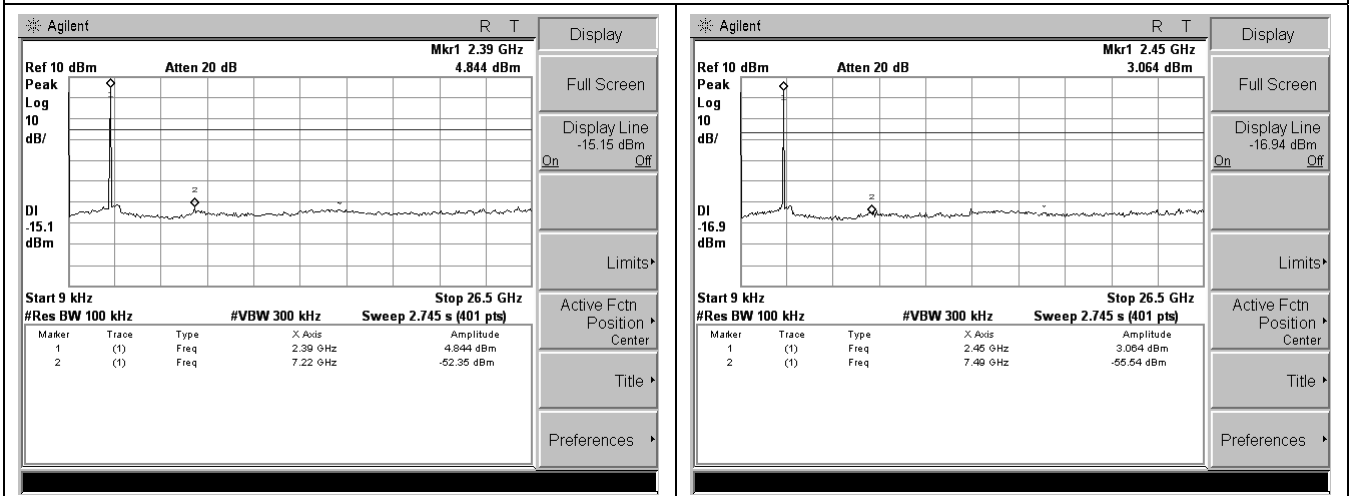 Agilent R T
Mkr1 2.39 GHz
Ref 10 dBm Atten 20 dB 4.844 dBm
Peak
Log
10
dB/
1
2
DI
-15.1
dBm
Start 9 kHz Stop 26.5 GHz
#Res BW 100 kHz #VBW 300 kHz Sweep 2.745 s (401 pts)
Marker Trace Type X Axis Amplitude
1 (1) Freq 2.39 GHz 4.844 dBm
2 (1) Freq 7.22 GHz -52.35 dBm
Display
Full Screen
Display Line
-15.15 dBm
On Off
Limits
Active Fctn
Position
Center
Title
Preferences
Agilent R T
Mkr1 2.45 GHz
Ref 10 dBm Atten 20 dB 3.064 dBm
Peak
Log
10
dB/
1
2
DI
-16.9
dBm
Start 9 kHz Stop 26.5 GHz
#Res BW 100 kHz #VBW 300 kHz Sweep 2.745 s (401 pts)
Marker Trace Type X Axis Amplitude
1 (1) Freq 2.45 GHz 3.064 dBm
2 (1) Freq 7.49 GHz -55.54 dBm
Display
Full Screen
Display Line
-16.94 dBm
On Off
Limits
Active Fctn
Position
Center
Title
Preferences